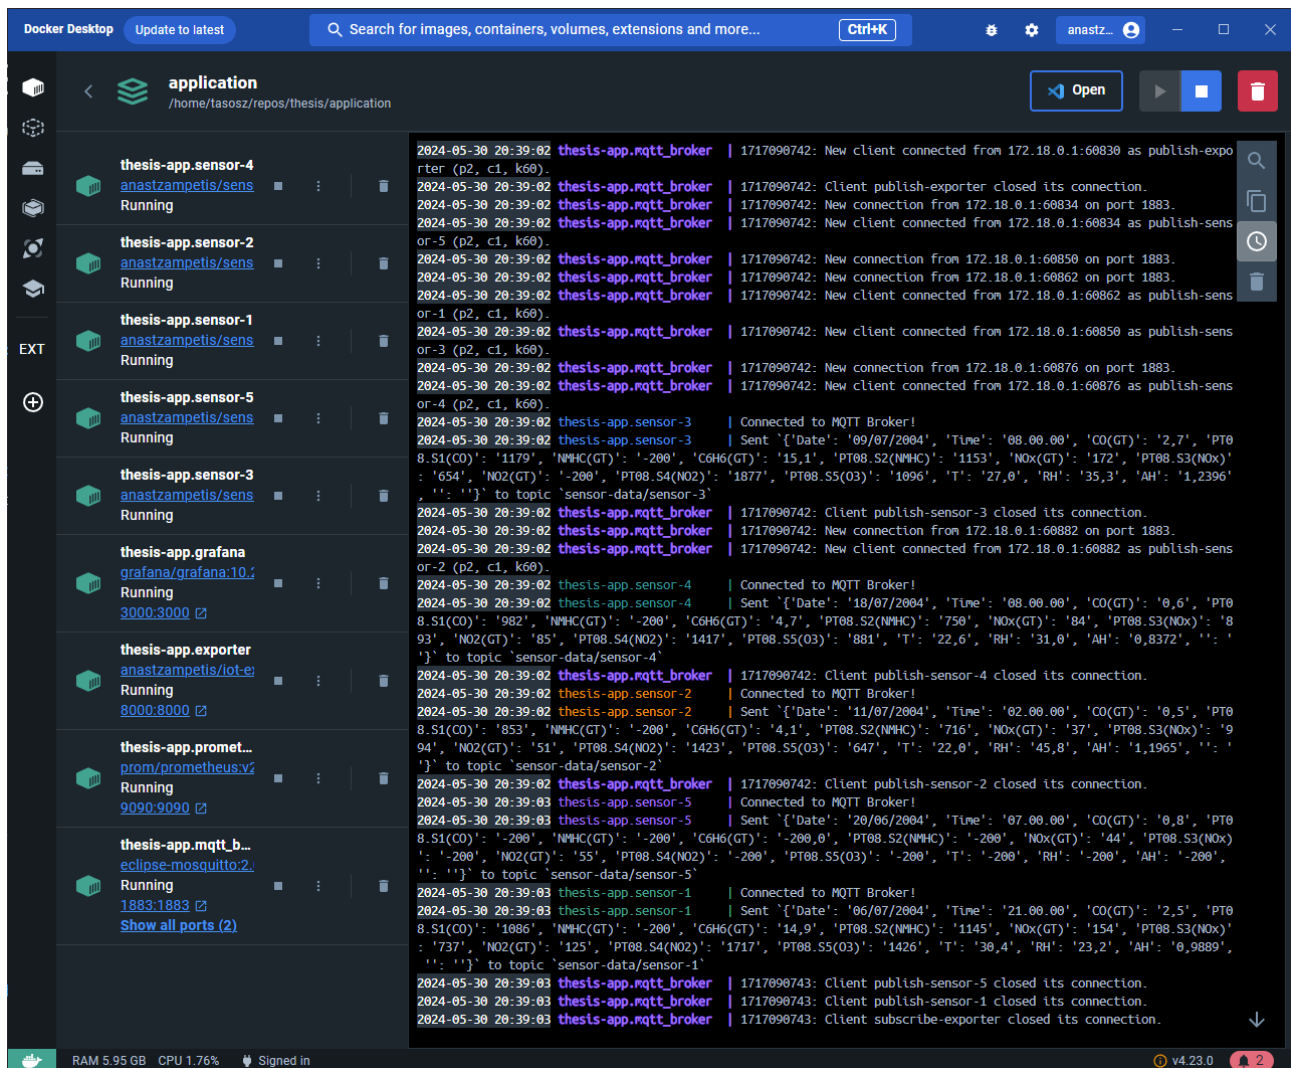 Docker Desktop
Update to latest
Search for images, containers, volumes, extensions and more...
Ctrl+K
anastz...
application
/home/tasosz/repos/thesis/application
Open
EXT
thesis-app.sensor-4
anastzampetis/sens
Running
thesis-app.sensor-2
anastzampetis/sens
Running
thesis-app.sensor-1
anastzampetis/sens
Running
thesis-app.sensor-5
anastzampetis/sens
Running
thesis-app.sensor-3
anastzampetis/sens
Running
thesis-app.grafana
grafana/grafana:10.2
Running
3000:3000
thesis-app.exporter
anastzampetis/iot-e
Running
8000:8000
thesis-app.promet...
prom/prometheus:v2
Running
9090:9090
thesis-app.mqtt_b...
eclipse-mosquitto:2.
Running
1883:1883
Show all ports (2)
2024-05-30 20:39:02 thesis-app.mqtt_broker | 1717090742: New client connected from 172.18.0.1:60830 as publish-expo
rter (p2, c1, k60).
2024-05-30 20:39:02 thesis-app.mqtt_broker | 1717090742: Client publish-exporter closed its connection.
2024-05-30 20:39:02 thesis-app.mqtt_broker | 1717090742: New connection from 172.18.0.1:60834 on port 1883.
2024-05-30 20:39:02 thesis-app.mqtt_broker | 1717090742: New client connected from 172.18.0.1:60834 as publish-sens
or-5 (p2, c1, k60).
2024-05-30 20:39:02 thesis-app.mqtt_broker | 1717090742: New connection from 172.18.0.1:60850 on port 1883.
2024-05-30 20:39:02 thesis-app.mqtt_broker | 1717090742: New connection from 172.18.0.1:60862 on port 1883.
2024-05-30 20:39:02 thesis-app.mqtt_broker | 1717090742: New client connected from 172.18.0.1:60862 as publish-sens
or-1 (p2, c1, k60).
2024-05-30 20:39:02 thesis-app.mqtt_broker | 1717090742: New client connected from 172.18.0.1:60850 as publish-sens
or-3 (p2, c1, k60).
2024-05-30 20:39:02 thesis-app.mqtt_broker | 1717090742: New connection from 172.18.0.1:60876 on port 1883.
2024-05-30 20:39:02 thesis-app.mqtt_broker | 1717090742: New client connected from 172.18.0.1:60876 as publish-sens
or-4 (p2, c1, k60).
2024-05-30 20:39:02 thesis-app.sensor-3 | Connected to MQTT Broker!
2024-05-30 20:39:02 thesis-app.sensor-3 | Sent `{'Date': '09/07/2004', 'Time': '08.00.00', 'CO(GT)': '2,7', 'PT0
8.S1(CO)': '1179', 'NMHC(GT)': '-200', 'C6H6(GT)': '15,1', 'PT08.S2(NMHC)': '1153', 'NOx(GT)': '172', 'PT08.S3(NOx)'
: '654', 'NO2(GT)': '-200', 'PT08.S4(NO2)': '1877', 'PT08.S5(O3)': '1096', 'T': '27,0', 'RH': '35,3', 'AH': '1,2396'
, '': ''}` to topic `sensor-data/sensor-3`
2024-05-30 20:39:02 thesis-app.mqtt_broker | 1717090742: Client publish-sensor-3 closed its connection.
2024-05-30 20:39:02 thesis-app.mqtt_broker | 1717090742: New connection from 172.18.0.1:60882 on port 1883.
2024-05-30 20:39:02 thesis-app.mqtt_broker | 1717090742: New client connected from 172.18.0.1:60882 as publish-sens
or-2 (p2, c1, k60).
2024-05-30 20:39:02 thesis-app.sensor-4 | Connected to MQTT Broker!
2024-05-30 20:39:02 thesis-app.sensor-4 | Sent `{'Date': '18/07/2004', 'Time': '08.00.00', 'CO(GT)': '0,6', 'PT0
8.S1(CO)': '982', 'NMHC(GT)': '-200', 'C6H6(GT)': '4,7', 'PT08.S2(NMHC)': '750', 'NOx(GT)': '84', 'PT08.S3(NOx)': '8
93', 'NO2(GT)': '85', 'PT08.S4(NO2)': '1417', 'PT08.S5(O3)': '881', 'T': '22,6', 'RH': '31,0', 'AH': '0,8372', '': '
'}` to topic `sensor-data/sensor-4`
2024-05-30 20:39:02 thesis-app.mqtt_broker | 1717090742: Client publish-sensor-4 closed its connection.
2024-05-30 20:39:02 thesis-app.sensor-2 | Connected to MQTT Broker!
2024-05-30 20:39:02 thesis-app.sensor-2 | Sent `{'Date': '11/07/2004', 'Time': '02.00.00', 'CO(GT)': '0,5', 'PT0
8.S1(CO)': '853', 'NMHC(GT)': '-200', 'C6H6(GT)': '4,1', 'PT08.S2(NMHC)': '716', 'NOx(GT)': '37', 'PT08.S3(NOx)': '9
94', 'NO2(GT)': '51', 'PT08.S4(NO2)': '1423', 'PT08.S5(O3)': '647', 'T': '22,0', 'RH': '45,8', 'AH': '1,1965', '': '
'}` to topic `sensor-data/sensor-2`
2024-05-30 20:39:02 thesis-app.mqtt_broker | 1717090742: Client publish-sensor-2 closed its connection.
2024-05-30 20:39:03 thesis-app.sensor-5 | Connected to MQTT Broker!
2024-05-30 20:39:03 thesis-app.sensor-5 | Sent `{'Date': '20/06/2004', 'Time': '07.00.00', 'CO(GT)': '0,8', 'PT0
8.S1(CO)': '-200', 'NMHC(GT)': '-200', 'C6H6(GT)': '-200,0', 'PT08.S2(NMHC)': '-200', 'NOx(GT)': '44', 'PT08.S3(NOx)
': '-200', 'NO2(GT)': '55', 'PT08.S4(NO2)': '-200', 'PT08.S5(O3)': '-200', 'T': '-200', 'RH': '-200', 'AH': '-200',
'': ''}` to topic `sensor-data/sensor-5`
2024-05-30 20:39:03 thesis-app.sensor-1 | Connected to MQTT Broker!
2024-05-30 20:39:03 thesis-app.sensor-1 | Sent `{'Date': '06/07/2004', 'Time': '21.00.00', 'CO(GT)': '2,5', 'PT0
8.S1(CO)': '1086', 'NMHC(GT)': '-200', 'C6H6(GT)': '14,9', 'PT08.S2(NMHC)': '1145', 'NOx(GT)': '154', 'PT08.S3(NOx)'
: '737', 'NO2(GT)': '125', 'PT08.S4(NO2)': '1717', 'PT08.S5(O3)': '1426', 'T': '30,4', 'RH': '23,2', 'AH': '0,9889',
'': ''}` to topic `sensor-data/sensor-1`
2024-05-30 20:39:03 thesis-app.mqtt_broker | 1717090743: Client publish-sensor-5 closed its connection.
2024-05-30 20:39:03 thesis-app.mqtt_broker | 1717090743: Client publish-sensor-1 closed its connection.
2024-05-30 20:39:03 thesis-app.mqtt_broker | 1717090743: Client subscribe-exporter closed its connection.
RAM 5.95 GB CPU 1.76% Signed in
v4.23.0
2